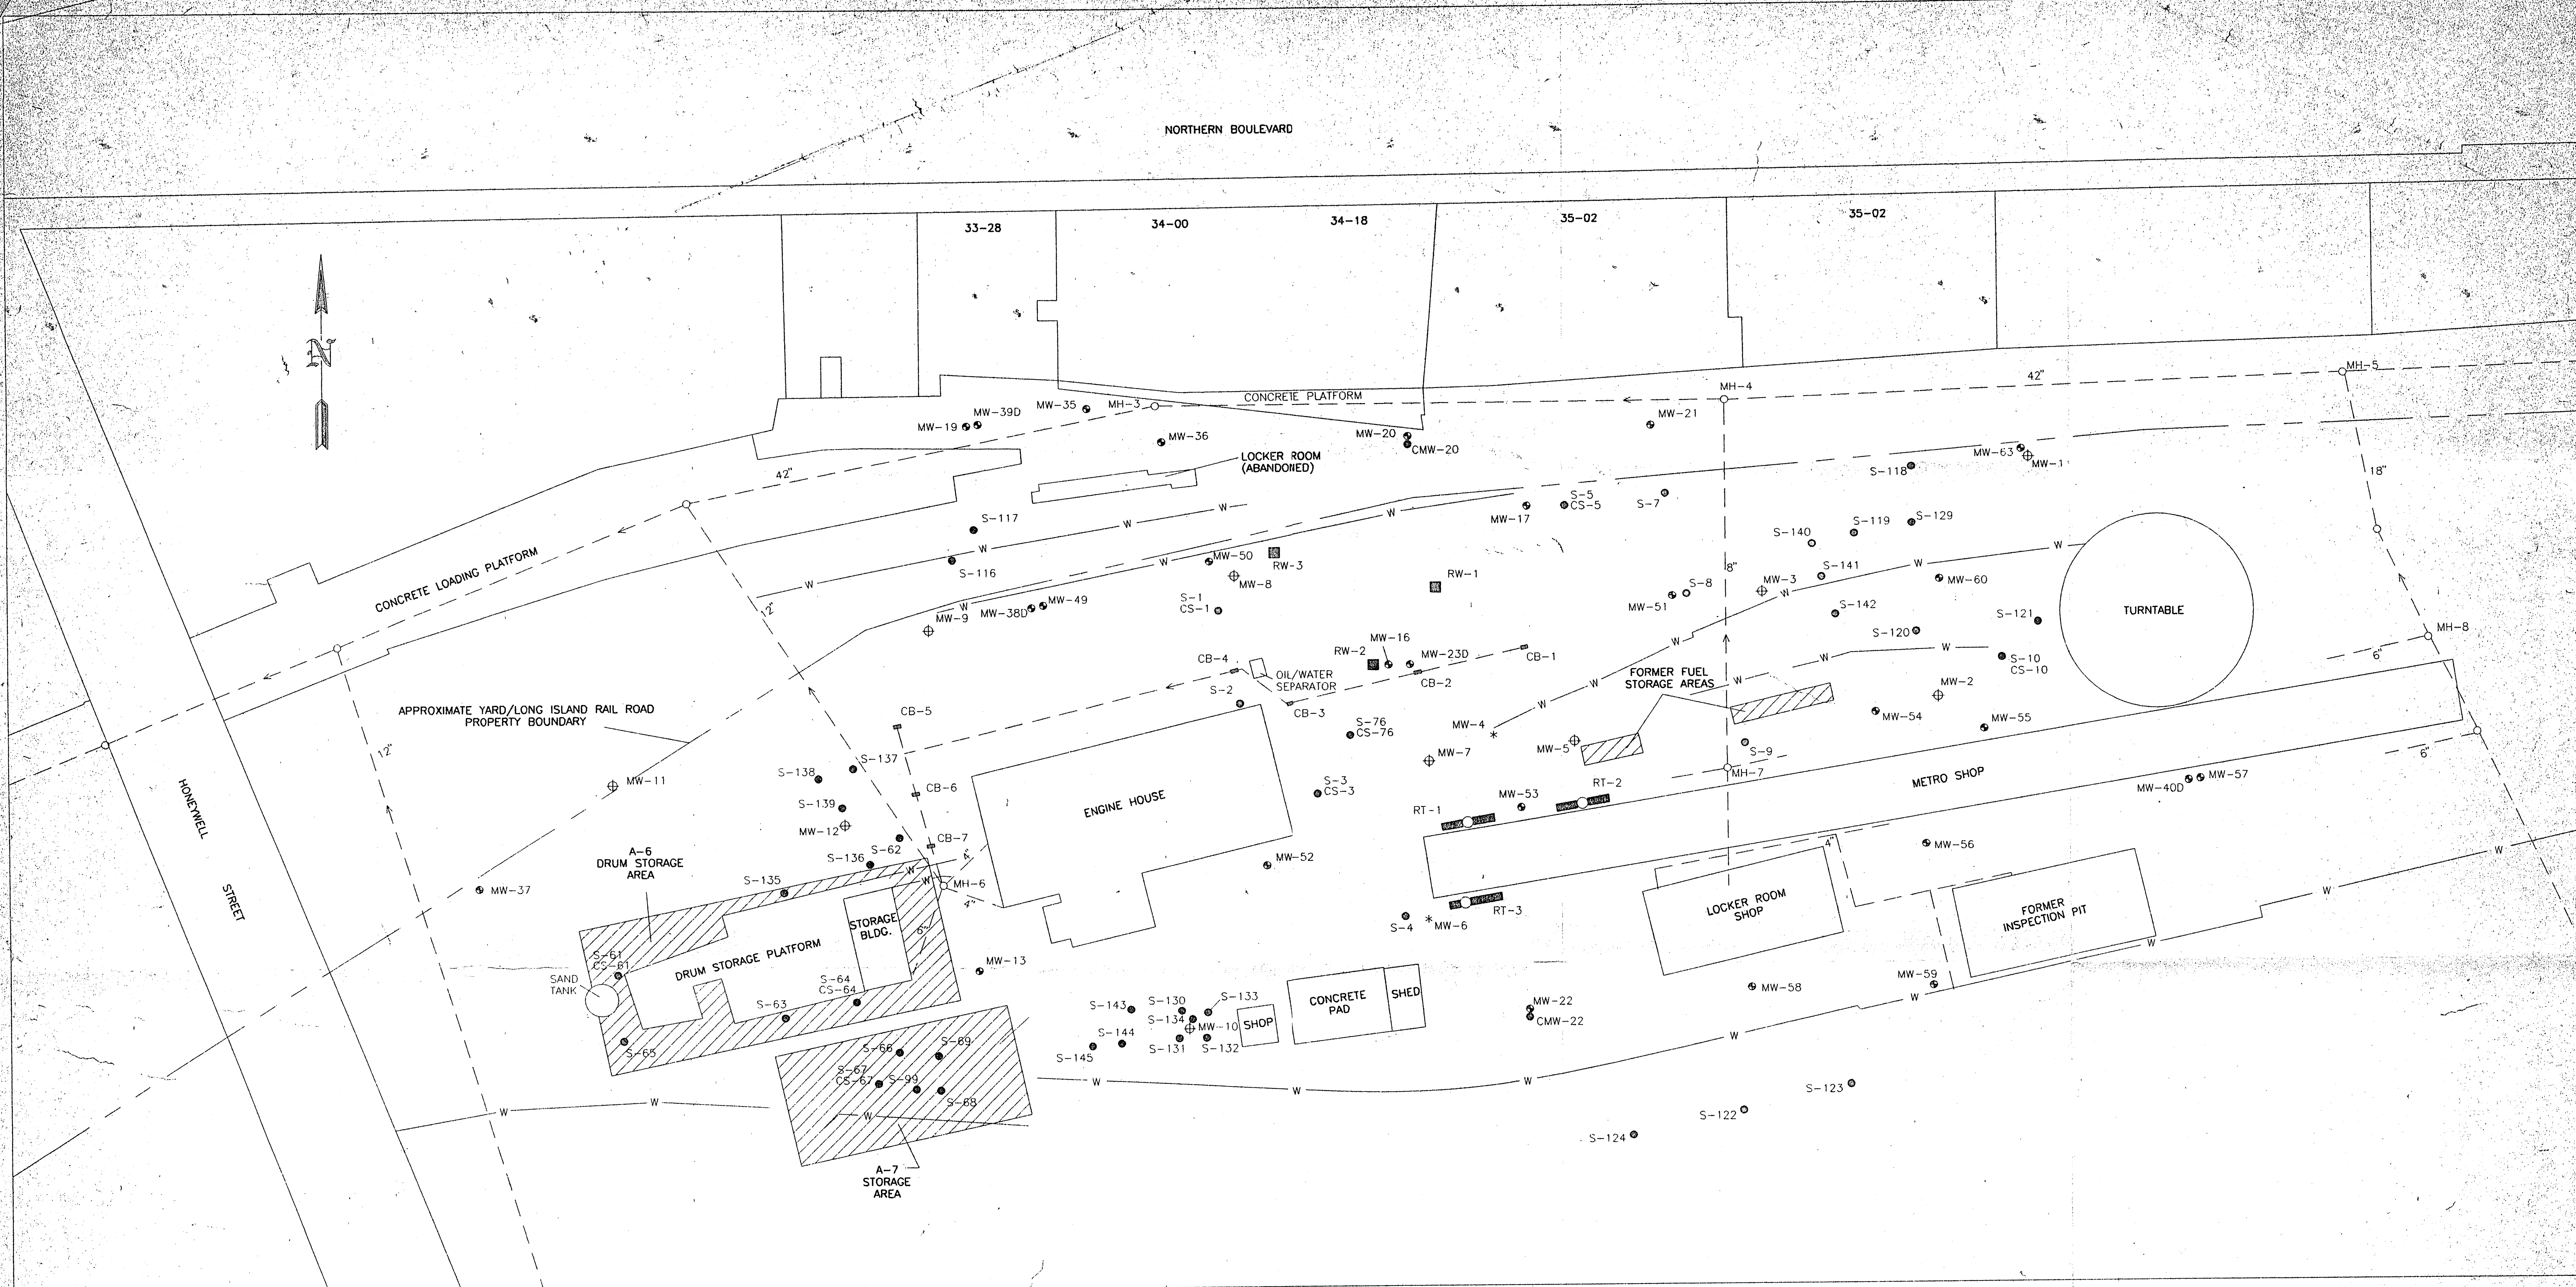 NORTHERN BOULEVARD
33-28
34-00
34-18
35-02
35-02
N
MH-5
42"
MH-4
CONCRETE PLATFORM
MH-3
MW-35
MW-39D
MW-19
MW-36
MW-20
CMW-20
MW-21
MW-63
MW-1
S-118
18"
42"
LOCKER ROOM
(ABANDONED)
S-5
CS-5
S-7
MW-17
W
W
W
W
W
S-117
S-116
S-119
S-129
S-140
S-141
W
W
W
W
MW-50
RW-3
MW-8
RW-1
8"
MW-3
MW-60
CONCRETE LOADING PLATFORM
12"
W
MW-9
MW-38D
MW-49
S-1
CS-1
S-8
MW-51
S-142
S-120
S-121
TURNTABLE
MH-8
6"
MW-16
RW-2
MW-23D
CB-1
CB-2
CB-4
OIL/WATER
SEPARATOR
CB-3
S-2
W
W
W
W
W
W
S-10
CS-10
FORMER FUEL
STORAGE AREAS
MW-2
MW-54
MW-55
APPROXIMATE YARD/LONG ISLAND RAIL ROAD
PROPERTY BOUNDARY
CB-5
S-76
CS-76
MW-4
MW-7
MW-5
S-9
MH-7
6"
12"
S-137
S-138
MW-11
CB-6
S-139
MW-12
ENGINE HOUSE
S-3
CS-3
RT-1
MW-53
RT-2
METRO SHOP
MW-57
MW-40D
HONEYWELL
STREET
CB-7
S-62
S-136
4"
MW-52
4"
MW-56
W
A-6
DRUM STORAGE
AREA
MW-37
S-135
W
W
MH-6
4"
STORAGE
BLDG.
6"
DRUM STORAGE PLATFORM
RT-3
S-4
MW-6
LOCKER ROOM
SHOP
FORMER
INSPECTION PIT
W
W
S-61
CS-61
SAND
TANK
S-64
CS-64
S-63
S-65
MW-13
CONCRETE
PAD
SHED
SHOP
MW-58
MW-59
W
S-143
S-130
S-133
S-134
MW-10
S-144
S-131
S-132
S-145
MW-22
CMW-22
W
S-66
S-69
S-67
CS-67
S-99
S-68
W
W
W
W
W
W
S-123
S-122
S-124
A-7
STORAGE
AREA